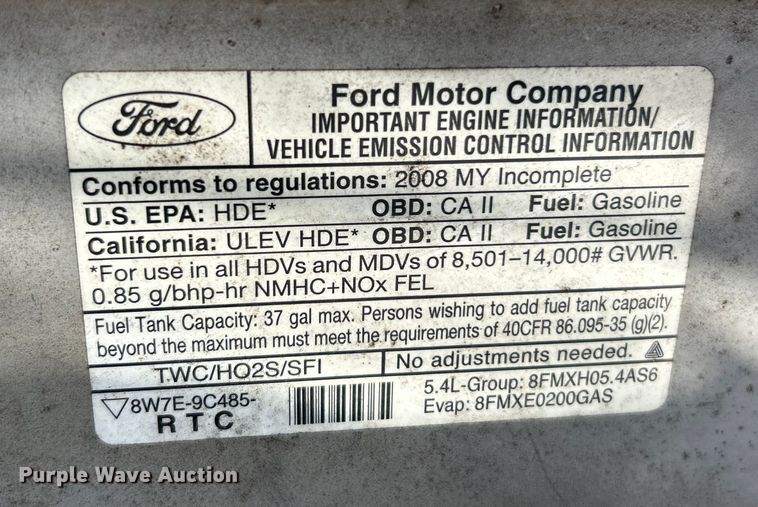 Ford
Ford Motor Company
IMPORTANT ENGINE INFORMATION/
VEHICLE EMISSION CONTROL INFORMATION
Conforms to regulations: 2008 MY Incomplete
U.S. EPA: HDE* OBD: CA II Fuel: Gasoline
California: ULEV HDE* OBD: CA II Fuel: Gasoline
*For use in all HDVs and MDVs of 8,501–14,000# GVWR.
0.85 g/bhp-hr NMHC+NOx FEL
Fuel Tank Capacity: 37 gal max. Persons wishing to add fuel tank capacity
beyond the maximum must meet the requirements of 40CFR 86.095-35 (g)(2).
TWC/HO2S/SFI No adjustments needed.
8W7E-9C485- 5.4L-Group: 8FMXH05.4AS6
RTC Evap: 8FMXE0200GAS
Purple Wave Auction